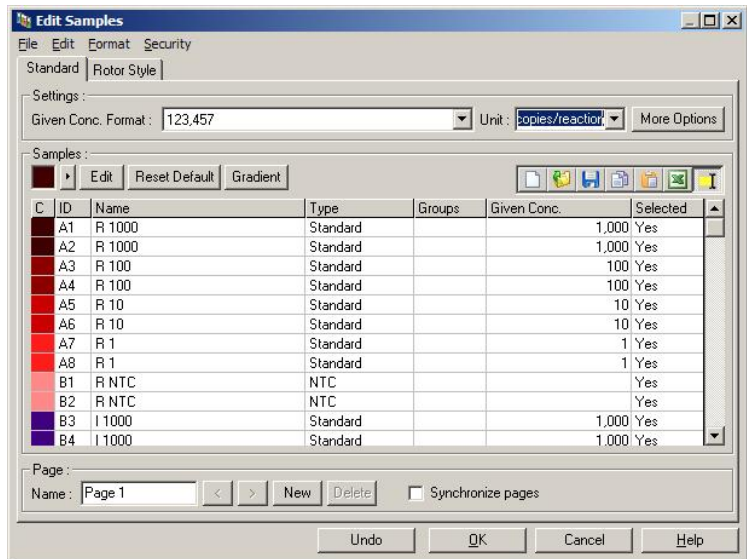 Edit Samples
File Edit Format Security
Standard Rotor Style
Settings :
Given Conc. Format : 123,457 Unit : copies/reaction More Options
Samples :
Edit Reset Default Gradient
C ID Name Type Groups Given Conc. Selected
A1 R 1000 Standard 1,000 Yes
A2 R 1000 Standard 1,000 Yes
A3 R 100 Standard 100 Yes
A4 R 100 Standard 100 Yes
A5 R 10 Standard 10 Yes
A6 R 10 Standard 10 Yes
A7 R 1 Standard 1 Yes
A8 R 1 Standard 1 Yes
B1 R NTC NTC Yes
B2 R NTC NTC Yes
B3 I 1000 Standard 1,000 Yes
B4 I 1000 Standard 1,000 Yes
Page :
Name : Page 1 < > New Delete Synchronize pages
Undo OK Cancel Help